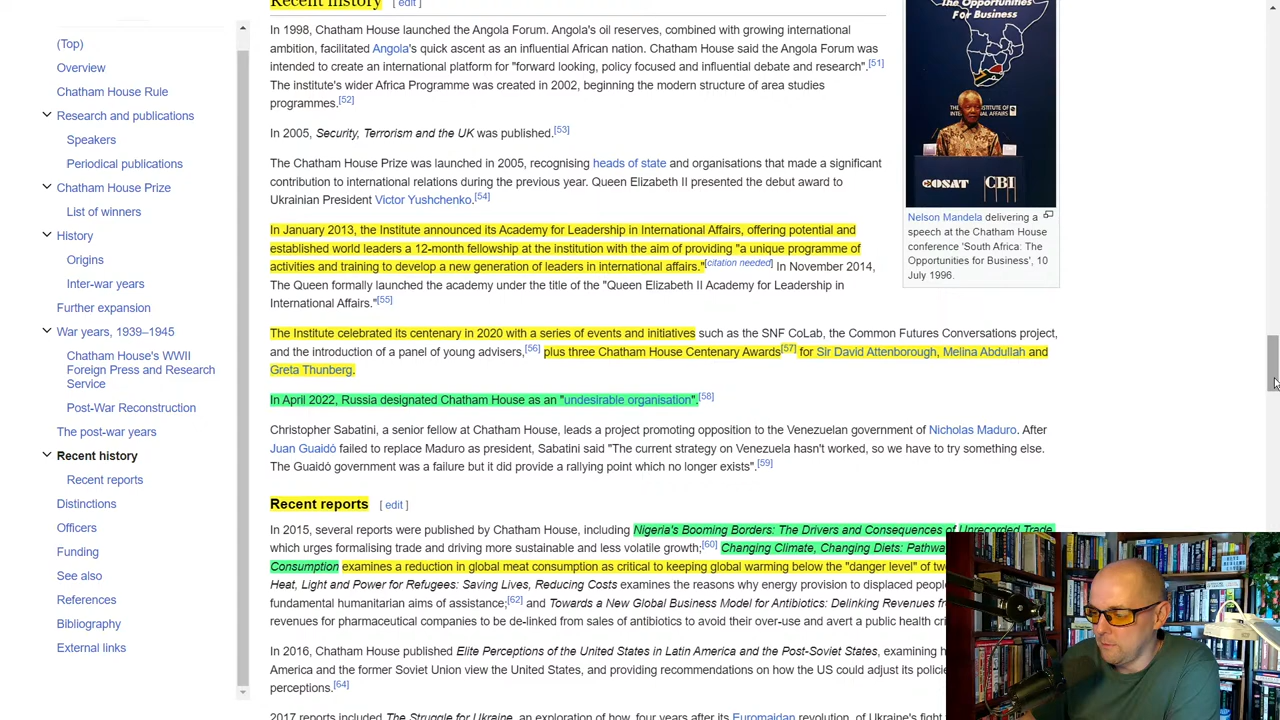 Recent history [ edit ]
The Opportunities
For Business'
In 1998, Chatham House launched the Angola Forum. Angola's oil reserves, combined with growing international
ambition, facilitated Angola's quick ascent as an influential African nation. Chatham House said the Angola Forum was
intended to create an international platform for "forward looking, policy focused and influential debate and research".[51]
The institute's wider Africa Programme was created in 2002, beginning the modern structure of area studies
programmes.[52]
In 2005, Security, Terrorism and the UK was published.[53]
The Chatham House Prize was launched in 2005, recognising heads of state and organisations that made a significant
contribution to international relations during the previous year. Queen Elizabeth II presented the debut award to
Ukrainian President Victor Yushchenko.[54]
In January 2013, the Institute announced its Academy for Leadership in International Affairs, offering potential and
established world leaders a 12-month fellowship at the institution with the aim of providing "a unique programme of
activities and training to develop a new generation of leaders in international affairs."[citation needed] In November 2014,
The Queen formally launched the academy under the title of the "Queen Elizabeth II Academy for Leadership in
International Affairs."[55]
The Institute celebrated its centenary in 2020 with a series of events and initiatives such as the SNF CoLab, the Common Futures Conversations project,
and the introduction of a panel of young advisers,[56] plus three Chatham House Centenary Awards[57] for Sir David Attenborough, Melina Abdullah and
Greta Thunberg.
In April 2022, Russia designated Chatham House as an "undesirable organisation".[58]
Christopher Sabatini, a senior fellow at Chatham House, leads a project promoting opposition to the Venezuelan government of Nicholas Maduro. After
Juan Guaidó failed to replace Maduro as president, Sabatini said "The current strategy on Venezuela hasn't worked, so we have to try something else.
The Guaidó government was a failure but it did provide a rallying point which no longer exists".[59]
Recent reports [ edit ]
In 2015, several reports were published by Chatham House, including Nigeria's Booming Borders: The Drivers and Consequences of Unrecorded Trade,
which urges formalising trade and driving more sustainable and less volatile growth;[60] Changing Climate, Changing Diets:
Consumption examines a reduction in global meat consumption as critical to keeping global warming below the "danger level" of
Heat, Light and Power for Refugees: Saving Lives, Reducing Costs examines the reasons why energy provision to displaced
fundamental humanitarian aims of assistance;[62] and Towards a New Global Business Model for Antibiotics: Delinking Revenues
revenues for pharmaceutical companies to be de-linked from sales of antibiotics to avoid their over-use and avert a public health
In 2016, Chatham House published Elite Perceptions of the United States in Latin America and the Post-Soviet States, examining
America and the former Soviet Union view the United States, and providing recommendations on how the US could adjust its
perceptions.[64]
2017 reports included The Struggle for Ukraine, an exploration of how, four years after its Euromaidan revolution, of Ukraine's fight
COSAT CBI
Nelson Mandela delivering a
speech at the Chatham House
conference 'South Africa: The
Opportunities for Business', 10
July 1996.
(Top)
Overview
Chatham House Rule
Research and publications
Speakers
Periodical publications
Chatham House Prize
List of winners
History
Origins
Inter-war years
Further expansion
War years, 1939–1945
Chatham House's WWII
Foreign Press and Research
Service
Post-War Reconstruction
The post-war years
Recent history
Recent reports
Distinctions
Officers
Funding
See also
References
Bibliography
External links